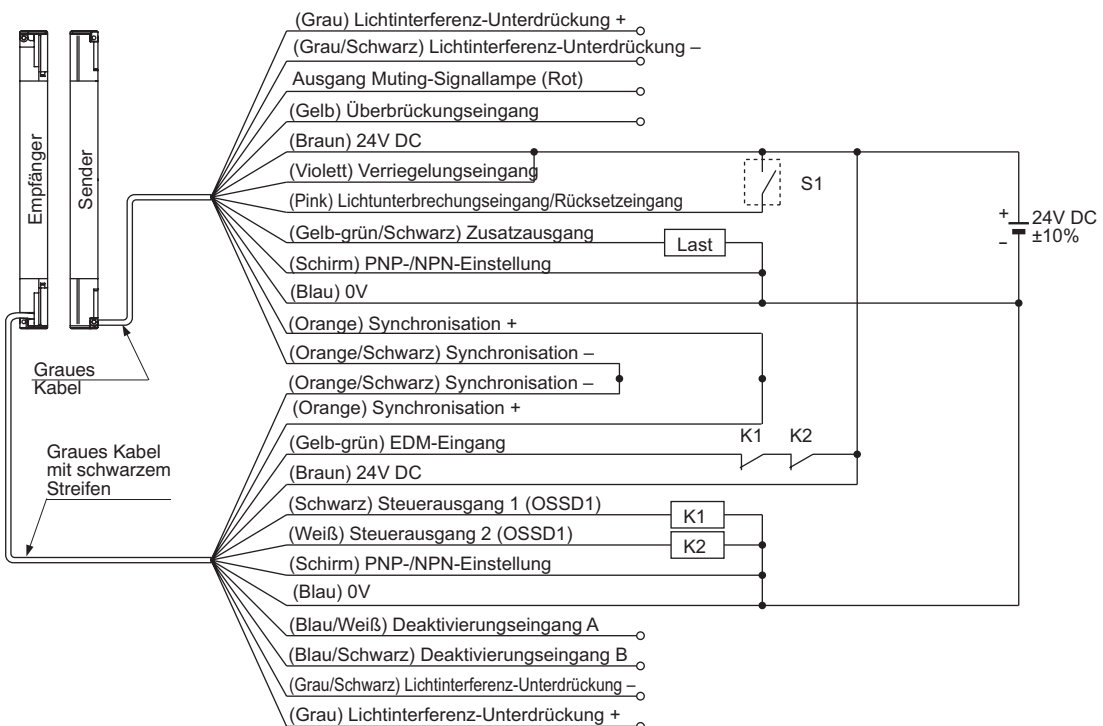 Empfänger
Sender
(Grau) Lichtinterferenz-Unterdrückung +
(Grau/Schwarz) Lichtinterferenz-Unterdrückung –
Ausgang Muting-Signallampe (Rot)
(Gelb) Überbrückungseingang
(Braun) 24V DC
(Violett) Verriegelungseingang
S1
(Pink) Lichtunterbrechungseingang/Rücksetzeingang
+ 24V DC
– ±10%
(Gelb-grün/Schwarz) Zusatzausgang
Last
(Schirm) PNP-/NPN-Einstellung
(Blau) 0V
(Orange) Synchronisation +
(Orange/Schwarz) Synchronisation –
Graues
Kabel
(Orange/Schwarz) Synchronisation –
(Orange) Synchronisation +
(Gelb-grün) EDM-Eingang
K1 K2
Graues Kabel
mit schwarzem
Streifen
(Braun) 24V DC
(Schwarz) Steuerausgang 1 (OSSD1)
K1
(Weiß) Steuerausgang 2 (OSSD1)
K2
(Schirm) PNP-/NPN-Einstellung
(Blau) 0V
(Blau/Weiß) Deaktivierungseingang A
(Blau/Schwarz) Deaktivierungseingang B
(Grau/Schwarz) Lichtinterferenz-Unterdrückung –
(Grau) Lichtinterferenz-Unterdrückung +